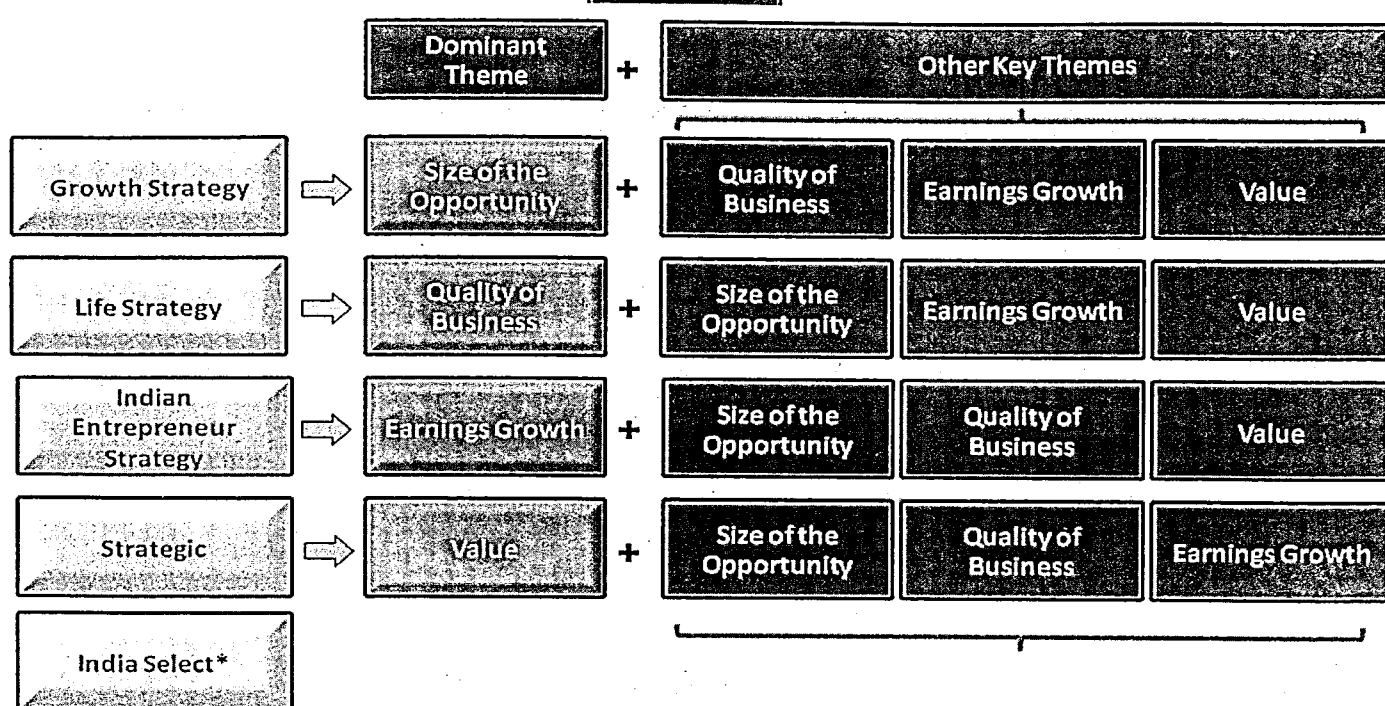 Dominant
Theme
+
Other Key Themes
Growth Strategy
Size of the
Opportunity
+
Quality of
Business
Earnings Growth
Value
Life Strategy
Quality of
Business
+
Size of the
Opportunity
Earnings Growth
Value
Indian
Entrepreneur
Strategy
Earnings Growth
+
Size of the
Opportunity
Quality of
Business
Value
Strategic
Value
+
Size of the
Opportunity
Quality of
Business
Earnings Growth
India Select*